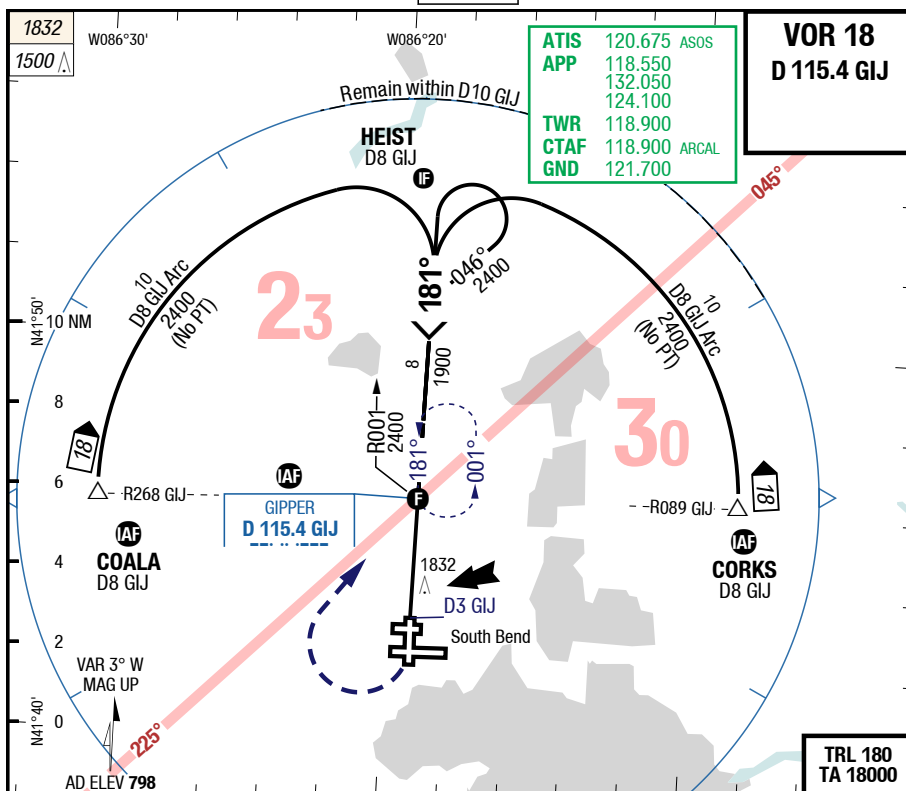 1832
1500
W086°30'
W086°20'
ATIS 120.675 ASOS
APP 118.550
132.050
124.100
TWR 118.900
CTAF 118.900 ARCAL
GND 121.700
VOR 18
D 115.4 GIJ
Remain within D10 GIJ
HEIST
D8 GIJ
IF
045°
10
D8 GIJ Arc
2400
(No PT)
23
181°
-046°
2400
10
D8 GIJ Arc
2400
(No PT)
N41°50'
10 NM
8
1900
8
R001
2400
181°
001°
30
18
18
6
R268 GIJ
IAF
F
R089 GIJ
GIPPER
D 115.4 GIJ
IAF
COALA
D8 GIJ
IAF
CORKS
D8 GIJ
4
1832
D3 GIJ
South Bend
2
VAR 3° W
MAG UP
N41°40'
0
225°
AD ELEV 798
TRL 180
TA 18000